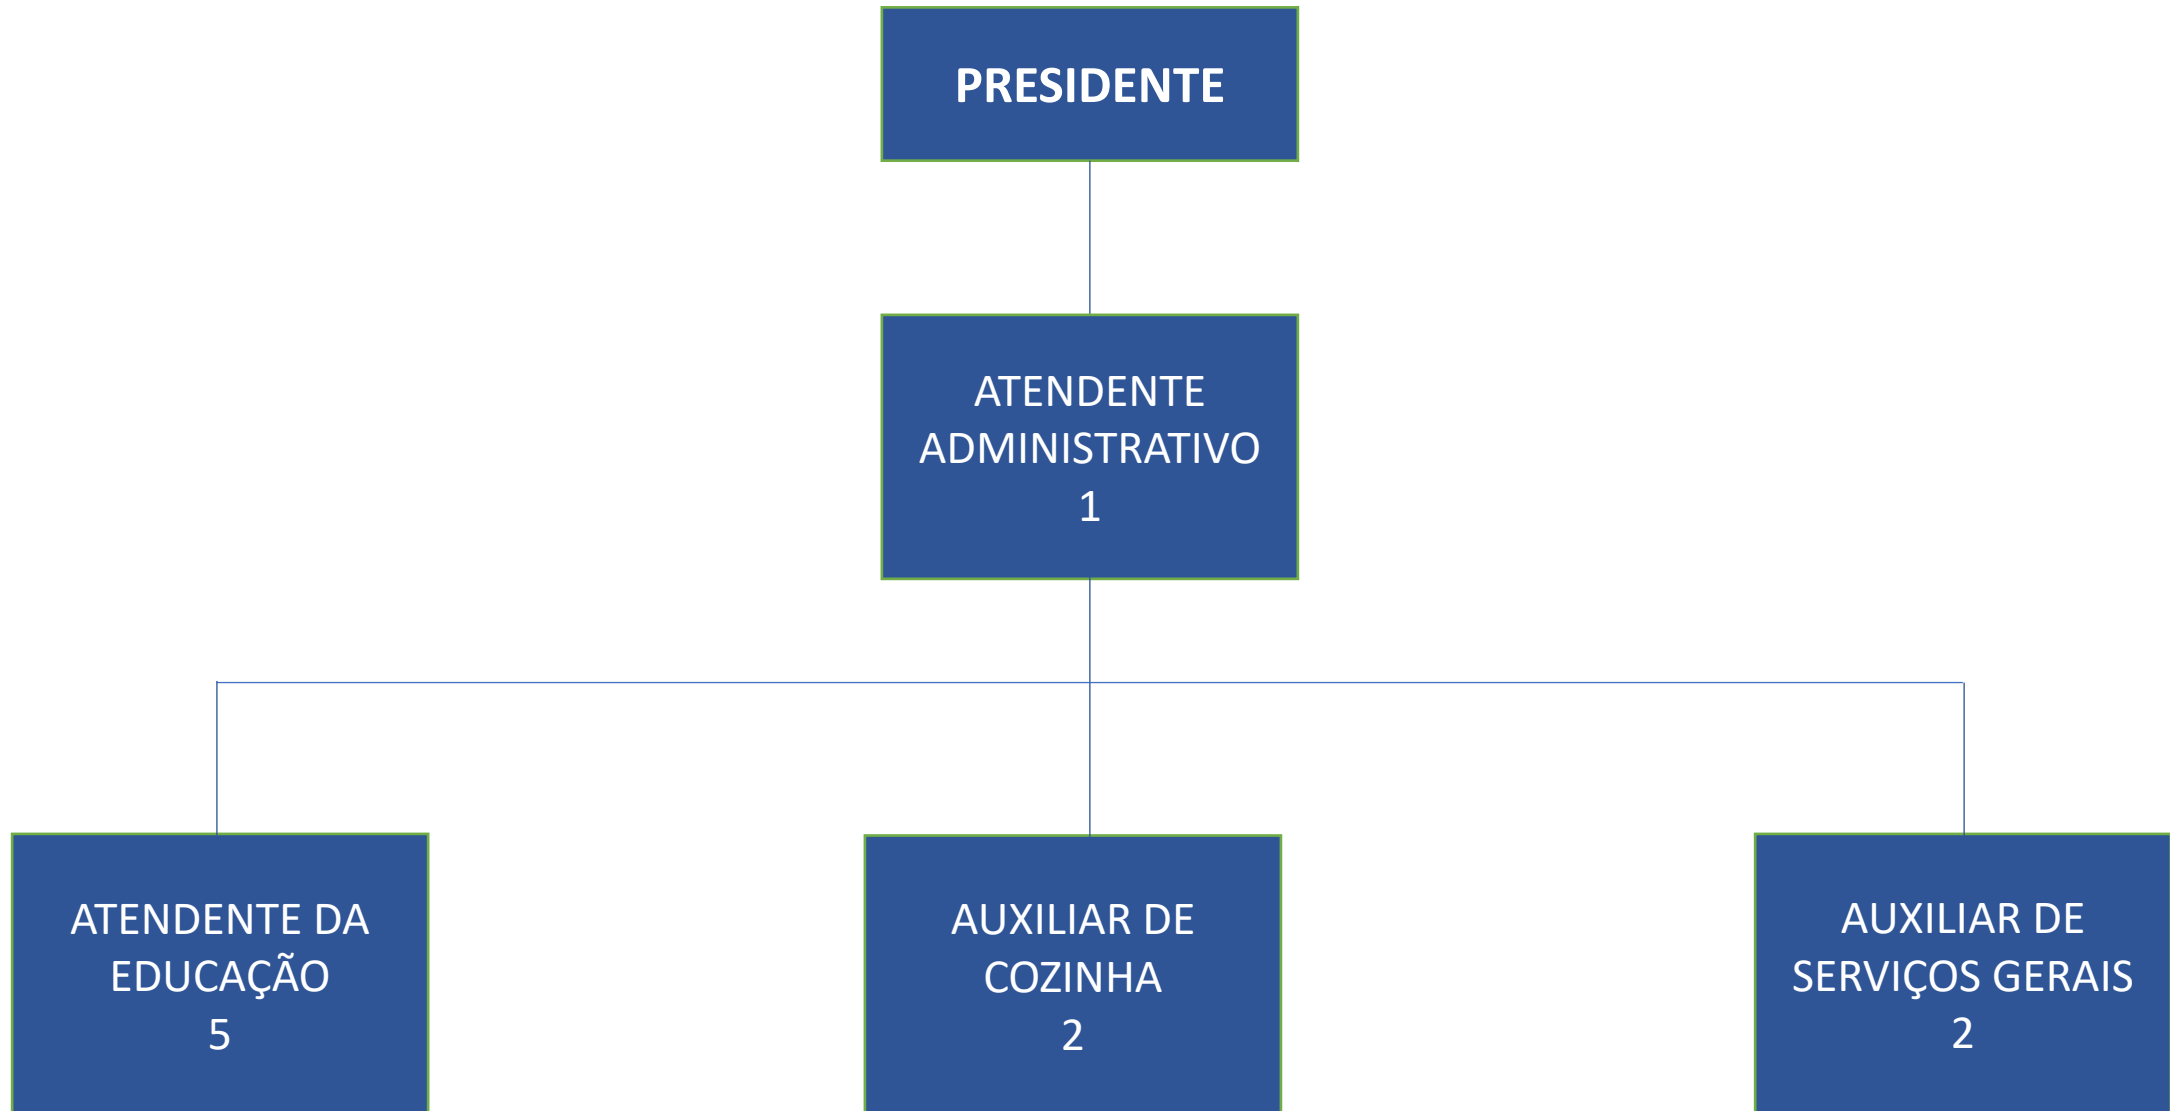 PRESIDENTE
ATENDENTE
ADMINISTRATIVO
1
ATENDENTE DA
EDUCAÇÃO
5
AUXILIAR DE
COZINHA
2
AUXILIAR DE
SERVIÇOS GERAIS
2